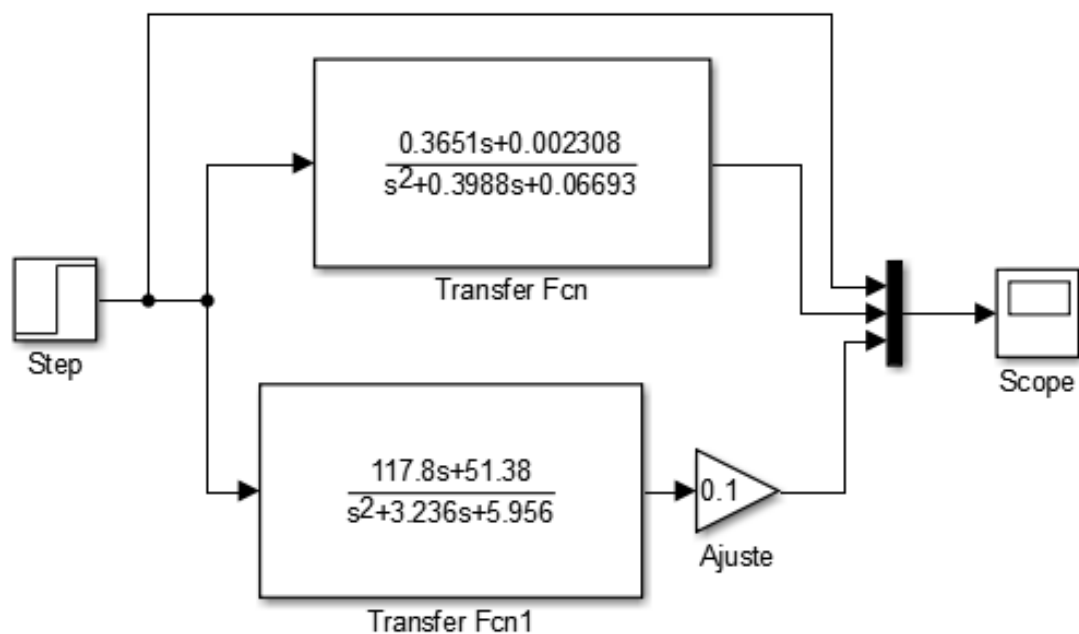 0.3651s+0.002308
s2+0.3988s+0.06693
Transfer Fcn
Step
Scope
117.8s+51.38
s2+3.236s+5.956
0.1
Ajuste
Transfer Fcn1